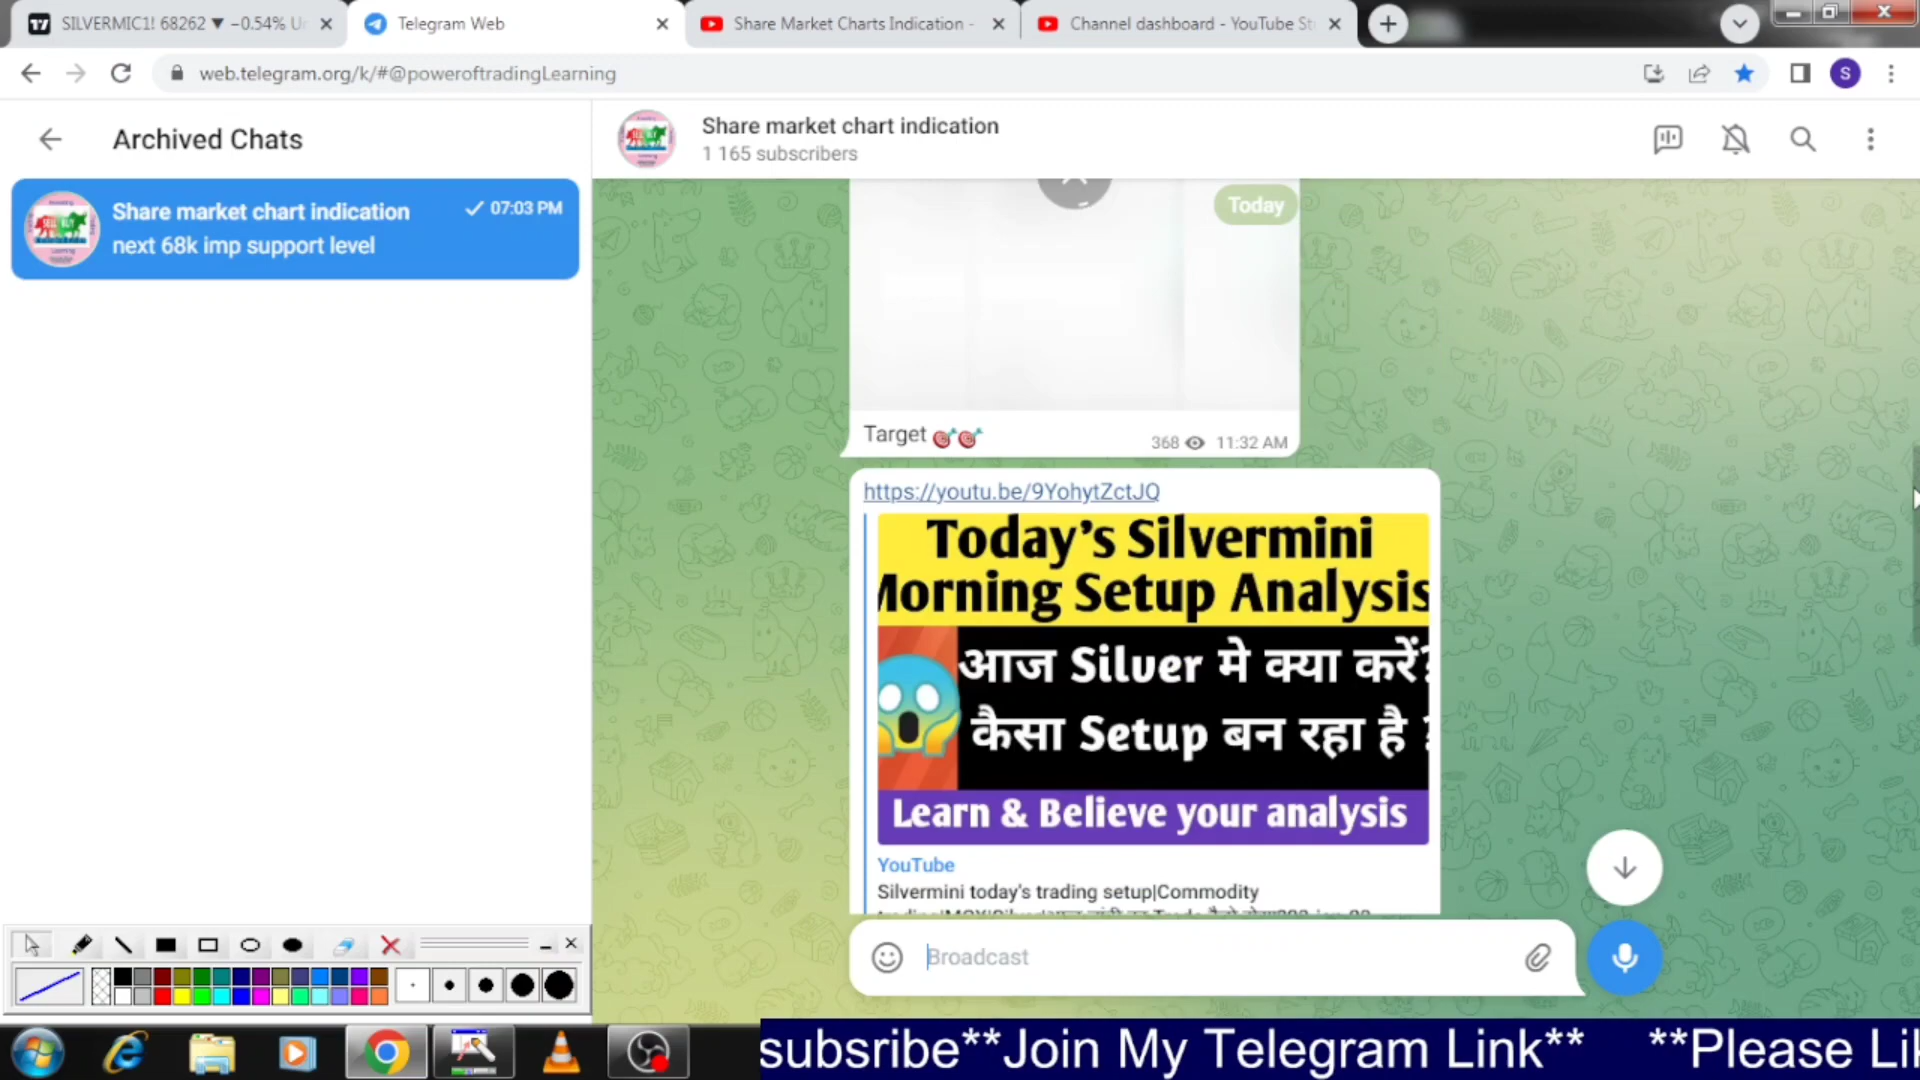 SILVERMIC1! 68262 ▼ −0.54%
Telegram Web
Share Market Charts Indication -
Channel dashboard - YouTube
web.telegram.org/k/#@poweroftradingLearning
S
Archived Chats
Share market chart indication
07:03 PM
next 68k imp support level
SELL BUY
Share market chart indication
1 165 subscribers
Today
Target 🎯🎯
368 11:32 AM
https://youtu.be/9YohytZctJQ
Today's Silvermini
Morning Setup Analysis
आज Silver मे क्या करें?
कैसा Setup बन रहा है ?
Learn & Believe your analysis
YouTube
Silvermini today's trading setup|Commodity
Broadcast
subsribe**Join My Telegram Link** **Please Lik